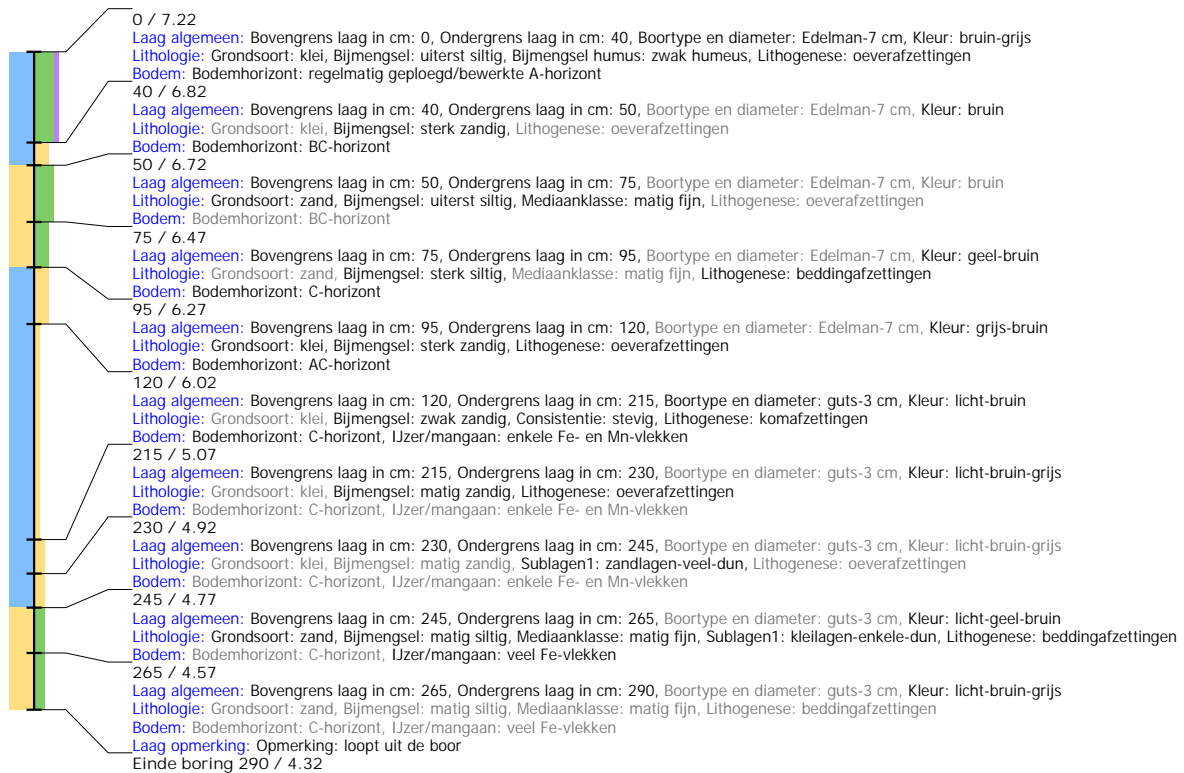 0 / 7.22
Laag algemeen: Bovengrens laag in cm: 0, Ondergrens laag in cm: 40, Boortype en diameter: Edelman-7 cm, Kleur: bruin-grijs
Lithologie: Grondsoort: klei, Bijmengsel: uiterst siltig, Bijmengsel humus: zwak humeus, Lithogenese: oeverafzettingen
Bodem: Bodemhorizont: regelmatig geploegd/bewerkte A-horizont
40 / 6.82
Laag algemeen: Bovengrens laag in cm: 40, Ondergrens laag in cm: 50, Boortype en diameter: Edelman-7 cm, Kleur: bruin
Lithologie: Grondsoort: klei, Bijmengsel: sterk zandig, Lithogenese: oeverafzettingen
Bodem: Bodemhorizont: BC-horizont
50 / 6.72
Laag algemeen: Bovengrens laag in cm: 50, Ondergrens laag in cm: 75, Boortype en diameter: Edelman-7 cm, Kleur: bruin
Lithologie: Grondsoort: zand, Bijmengsel: uiterst siltig, Mediaanklasse: matig fijn, Lithogenese: oeverafzettingen
Bodem: Bodemhorizont: BC-horizont
75 / 6.47
Laag algemeen: Bovengrens laag in cm: 75, Ondergrens laag in cm: 95, Boortype en diameter: Edelman-7 cm, Kleur: geel-bruin
Lithologie: Grondsoort: zand, Bijmengsel: sterk siltig, Mediaanklasse: matig fijn, Lithogenese: beddingafzettingen
Bodem: Bodemhorizont: C-horizont
95 / 6.27
Laag algemeen: Bovengrens laag in cm: 95, Ondergrens laag in cm: 120, Boortype en diameter: Edelman-7 cm, Kleur: grijs-bruin
Lithologie: Grondsoort: klei, Bijmengsel: sterk zandig, Lithogenese: oeverafzettingen
Bodem: Bodemhorizont: AC-horizont
120 / 6.02
Laag algemeen: Bovengrens laag in cm: 120, Ondergrens laag in cm: 215, Boortype en diameter: guts-3 cm, Kleur: licht-bruin
Lithologie: Grondsoort: klei, Bijmengsel: zwak zandig, Consistentie: stevig, Lithogenese: komafzettingen
Bodem: Bodemhorizont: C-horizont, IJzer/mangaan: enkele Fe- en Mn-vlekken
215 / 5.07
Laag algemeen: Bovengrens laag in cm: 215, Ondergrens laag in cm: 230, Boortype en diameter: guts-3 cm, Kleur: licht-bruin-grijs
Lithologie: Grondsoort: klei, Bijmengsel: matig zandig, Lithogenese: oeverafzettingen
Bodem: Bodemhorizont: C-horizont, IJzer/mangaan: enkele Fe- en Mn-vlekken
230 / 4.92
Laag algemeen: Bovengrens laag in cm: 230, Ondergrens laag in cm: 245, Boortype en diameter: guts-3 cm, Kleur: licht-bruin-grijs
Lithologie: Grondsoort: klei, Bijmengsel: matig zandig, Sublagen1: zandlagen-veel-dun, Lithogenese: oeverafzettingen
Bodem: Bodemhorizont: C-horizont, IJzer/mangaan: enkele Fe- en Mn-vlekken
245 / 4.77
Laag algemeen: Bovengrens laag in cm: 245, Ondergrens laag in cm: 265, Boortype en diameter: guts-3 cm, Kleur: licht-geel-bruin
Lithologie: Grondsoort: zand, Bijmengsel: matig siltig, Mediaanklasse: matig fijn, Sublagen1: kleilagen-enkele-dun, Lithogenese: beddingafzettingen
Bodem: Bodemhorizont: C-horizont, IJzer/mangaan: veel Fe-vlekken
265 / 4.57
Laag algemeen: Bovengrens laag in cm: 265, Ondergrens laag in cm: 290, Boortype en diameter: guts-3 cm, Kleur: licht-bruin-grijs
Lithologie: Grondsoort: zand, Bijmengsel: matig siltig, Mediaanklasse: matig fijn, Lithogenese: beddingafzettingen
Bodem: Bodemhorizont: C-horizont, IJzer/mangaan: veel Fe-vlekken
Laag opmerking: Opmerking: loopt uit de boor
Einde boring 290 / 4.32